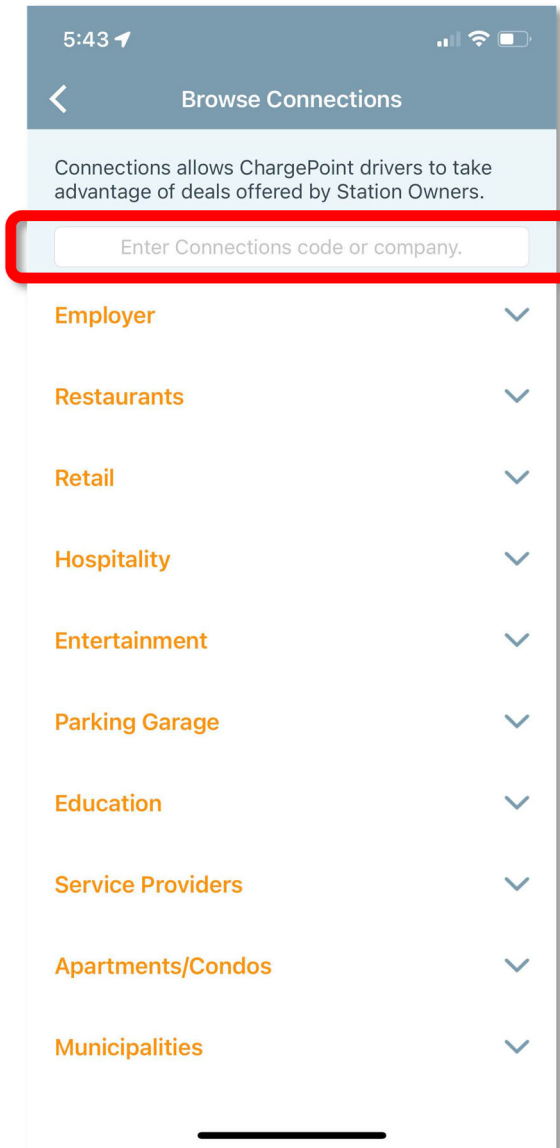 5:43
Browse Connections
Connections allows ChargePoint drivers to take
advantage of deals offered by Station Owners.
Enter Connections code or company.
Employer
Restaurants
Retail
Hospitality
Entertainment
Parking Garage
Education
Service Providers
Apartments/Condos
Municipalities